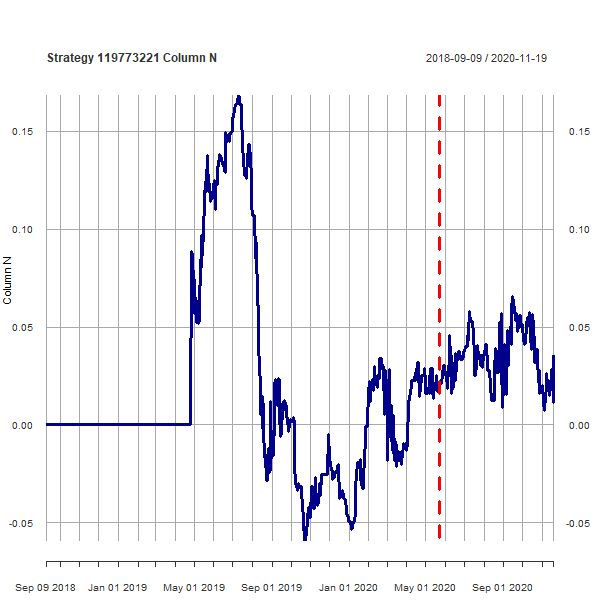 Strategy 119773221 Column N
2018-09-09 / 2020-11-19
0.15 0.15
0.10 0.10
0.05 0.05
0.00 0.00
-0.05 -0.05
Column N
Sep 09 2018 Jan 01 2019 May 01 2019 Sep 01 2019 Jan 01 2020 May 01 2020 Sep 01 2020